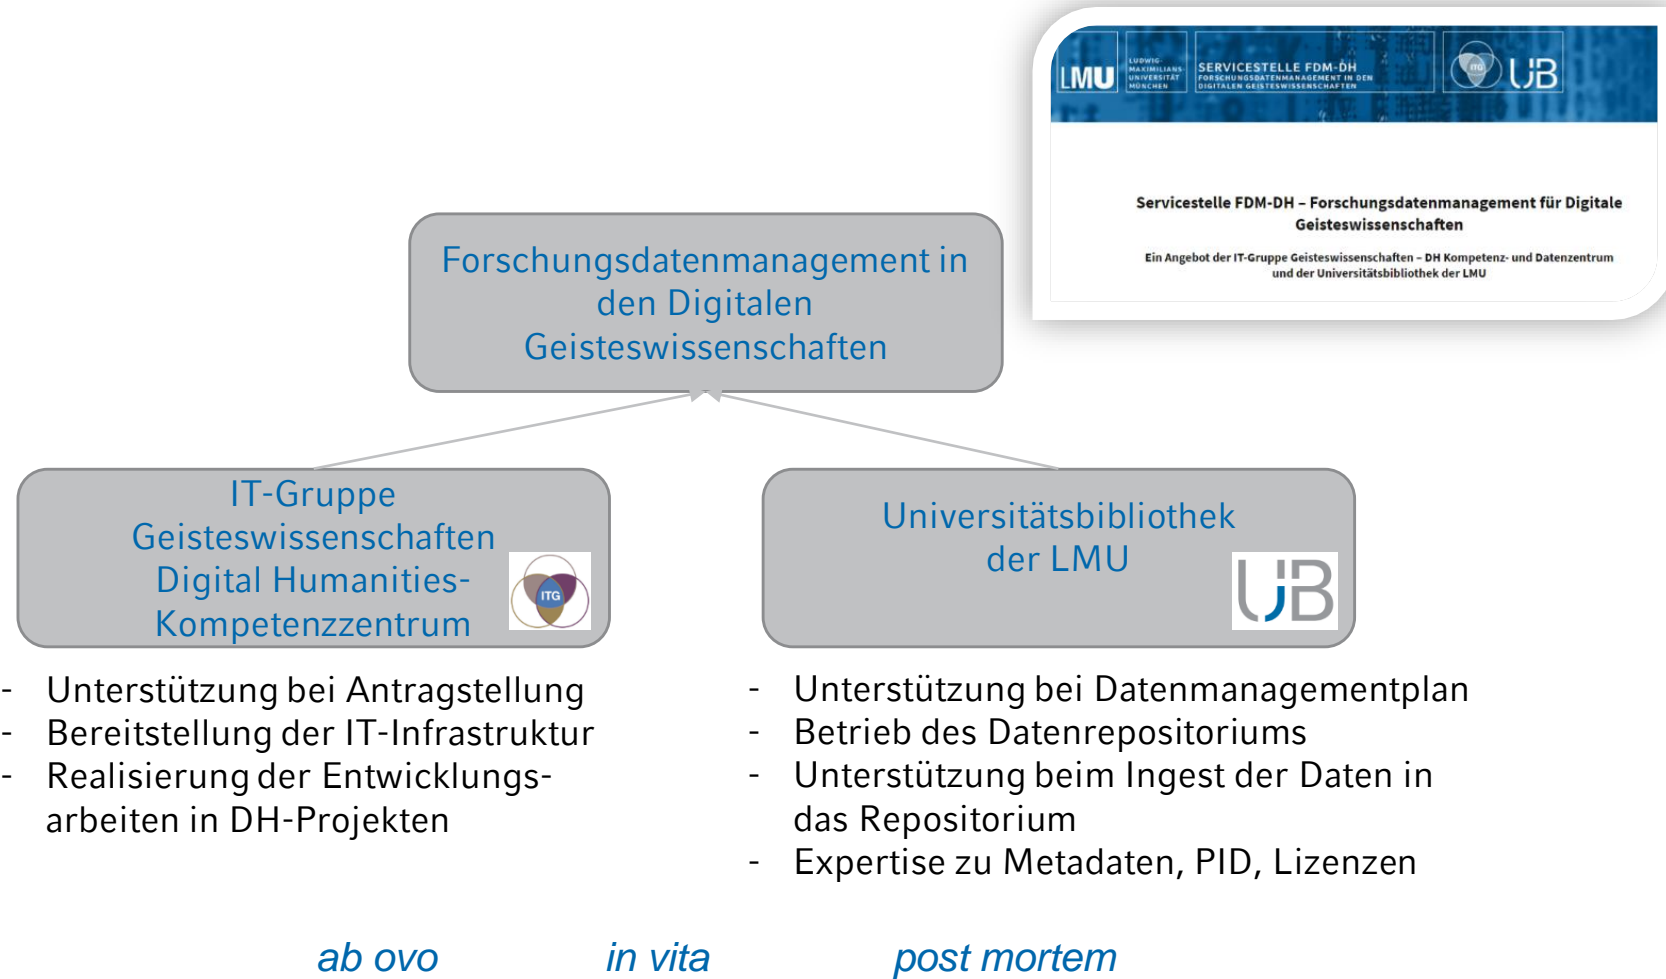 LMU
LUDWIG-
MAXIMILIANS-
UNIVERSITÄT
MÜNCHEN
SERVICESTELLE FDM-DH
FORSCHUNGSDATENMANAGEMENT IN DEN
DIGITALEN GEISTESWISSENSCHAFTEN
ITG
UB
Servicestelle FDM-DH – Forschungsdatenmanagement für Digitale
Geisteswissenschaften
Ein Angebot der IT-Gruppe Geisteswissenschaften – DH Kompetenz- und Datenzentrum
und der Universitätsbibliothek der LMU
Forschungsdatenmanagement in
den Digitalen
Geisteswissenschaften
IT-Gruppe
Geisteswissenschaften
Digital Humanities-
Kompetenzzentrum
ITG
- Unterstützung bei Antragstellung
- Bereitstellung der IT-Infrastruktur
- Realisierung der Entwicklungs-
arbeiten in DH-Projekten
Universitätsbibliothek
der LMU
UB
- Unterstützung bei Datenmanagementplan
- Betrieb des Datenrepositoriums
- Unterstützung beim Ingest der Daten in
das Repositorium
- Expertise zu Metadaten, PID, Lizenzen
ab ovo in vita post mortem